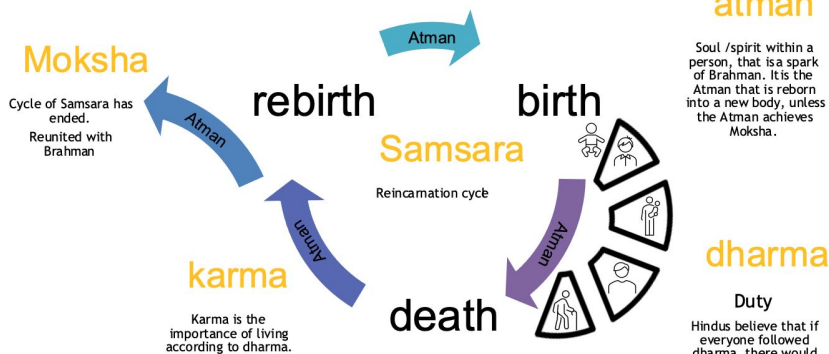 atman
Atman
Soul /spirit within a
person, that is a spark
of Brahman. It is the
Atman that is reborn
into a new body, unless
the Atman achieves
Moksha.
Moksha
Cycle of Samsara has
ended.
Reunited with
Brahman
Atman
rebirth
birth
Samsara
Reincarnation cycle
Atman
Atman
karma
Karma is the
importance of living
according to dharma.
death
dharma
Duty
Hindus believe that if
everyone followed
dharma, there would